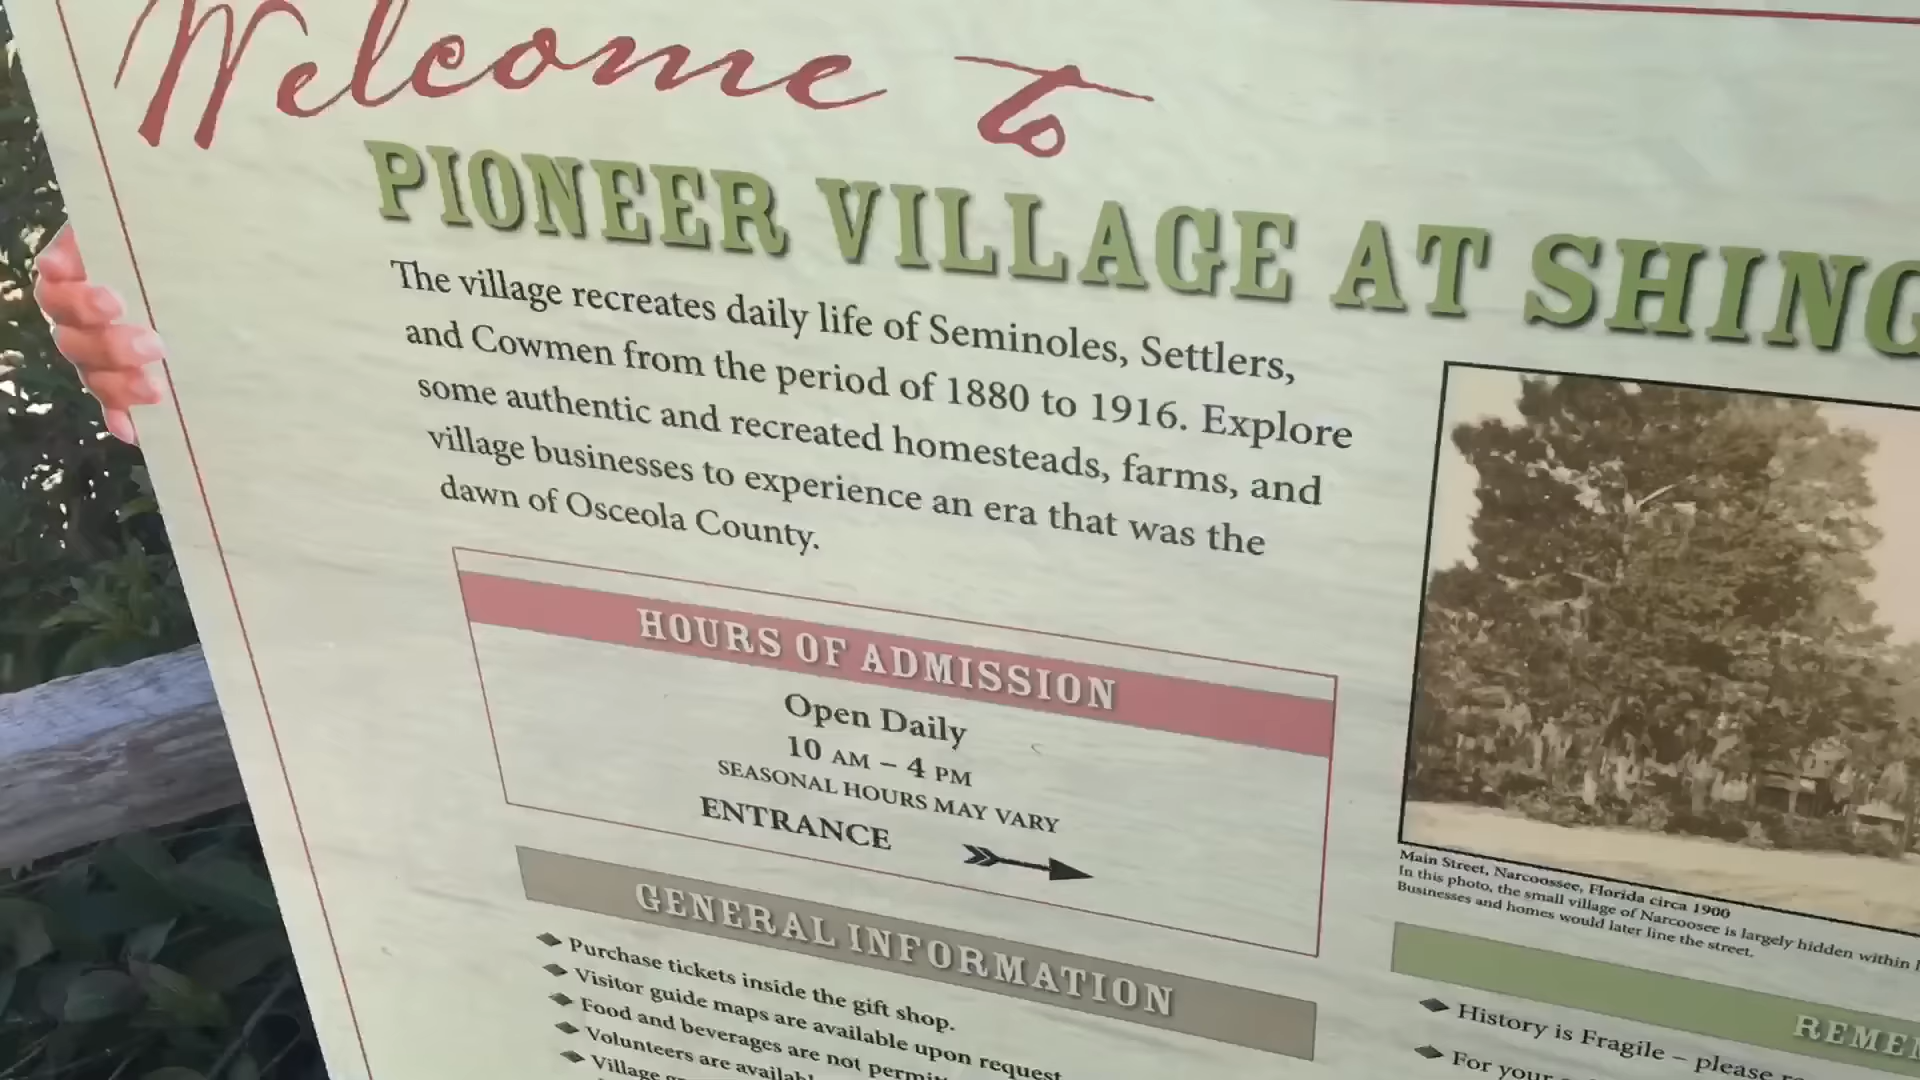 Welcome to
PIONEER VILLAGE AT SHING
The village recreates daily life of Seminoles, Settlers,
and Cowmen from the period of 1880 to 1916. Explore
some authentic and recreated homesteads, farms, and
village businesses to experience an era that was the
dawn of Osceola County.
HOURS OF ADMISSION
Open Daily
10 AM – 4 PM
SEASONAL HOURS MAY VARY
ENTRANCE
GENERAL INFORMATION
Purchase tickets inside the gift shop.
Visitor guide maps are available upon request
Food and beverages are not permit
Volunteers are availab
Village
Main Street, Narcoossee, Florida circa 1900
In this photo, the small village of Narcoosee is largely hidden within
Businesses and homes would later line the street.
REMEM
History is Fragile – please
For your